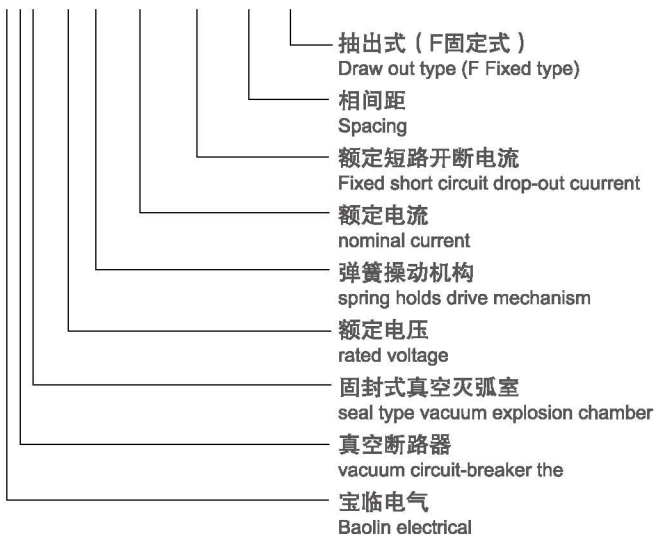 抽出式（F固定式）
Draw out type (F Fixed type)
相间距
Spacing
额定短路开断电流
Fixed short circuit drop-out cuurrent
额定电流
nominal current
弹簧操动机构
spring holds drive mechanism
额定电压
rated voltage
固封式真空灭弧室
seal type vacuum explosion chamber
真空断路器
vacuum circuit-breaker the
宝临电气
Baolin electrical